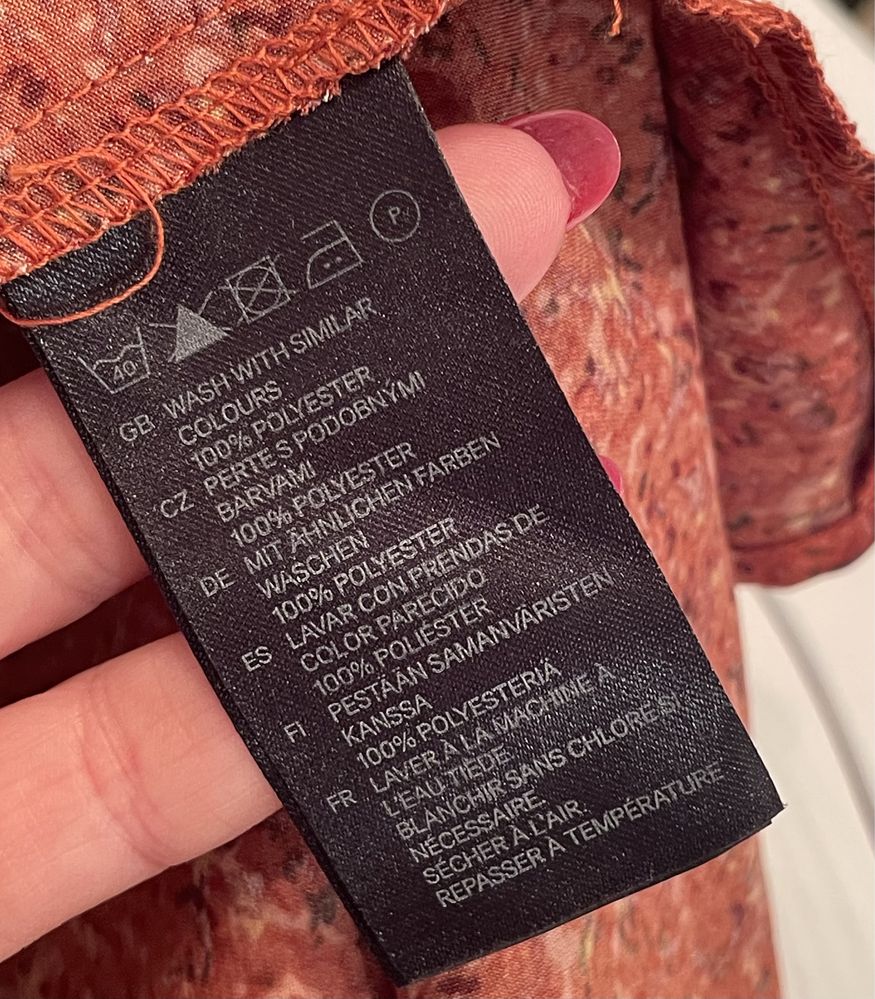 40
P
GB WASH WITH SIMILAR
COLOURS
100% POLYESTER
CZ PERTE S PODOBNÝMI
BARVAMI
100% POLYESTER
DE MIT ÄHNLICHEN FARBEN
WASCHEN
100% POLYESTER
ES LAVAR CON PRENDAS DE
COLOR PARECIDO
100% POLIÉSTER
FI PESTÄÄN SAMANVÄRISTEN
KANSSA
100% POLYESTERIÄ
FR LAVER À LA MACHINE À
L'EAU TIÈDE
BLANCHIR SANS CHLORE SI
NÉCESSAIRE.
SÉCHER À L'AIR.
REPASSER À TEMPÉRATURE